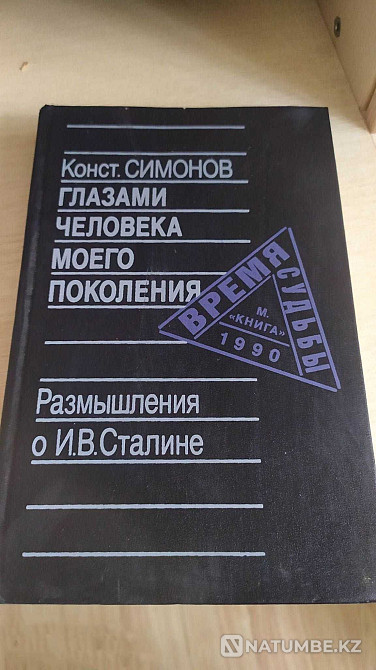 Конст. СИМОНОВ
ГЛАЗАМИ
ЧЕЛОВЕКА
МОЕГО
ПОКОЛЕНИЯ
ВРЕМЯ
СУДЬБЫ
М.
«КНИГА»
1990
Размышления
о И.В.Сталине
NATUMBE.KZ